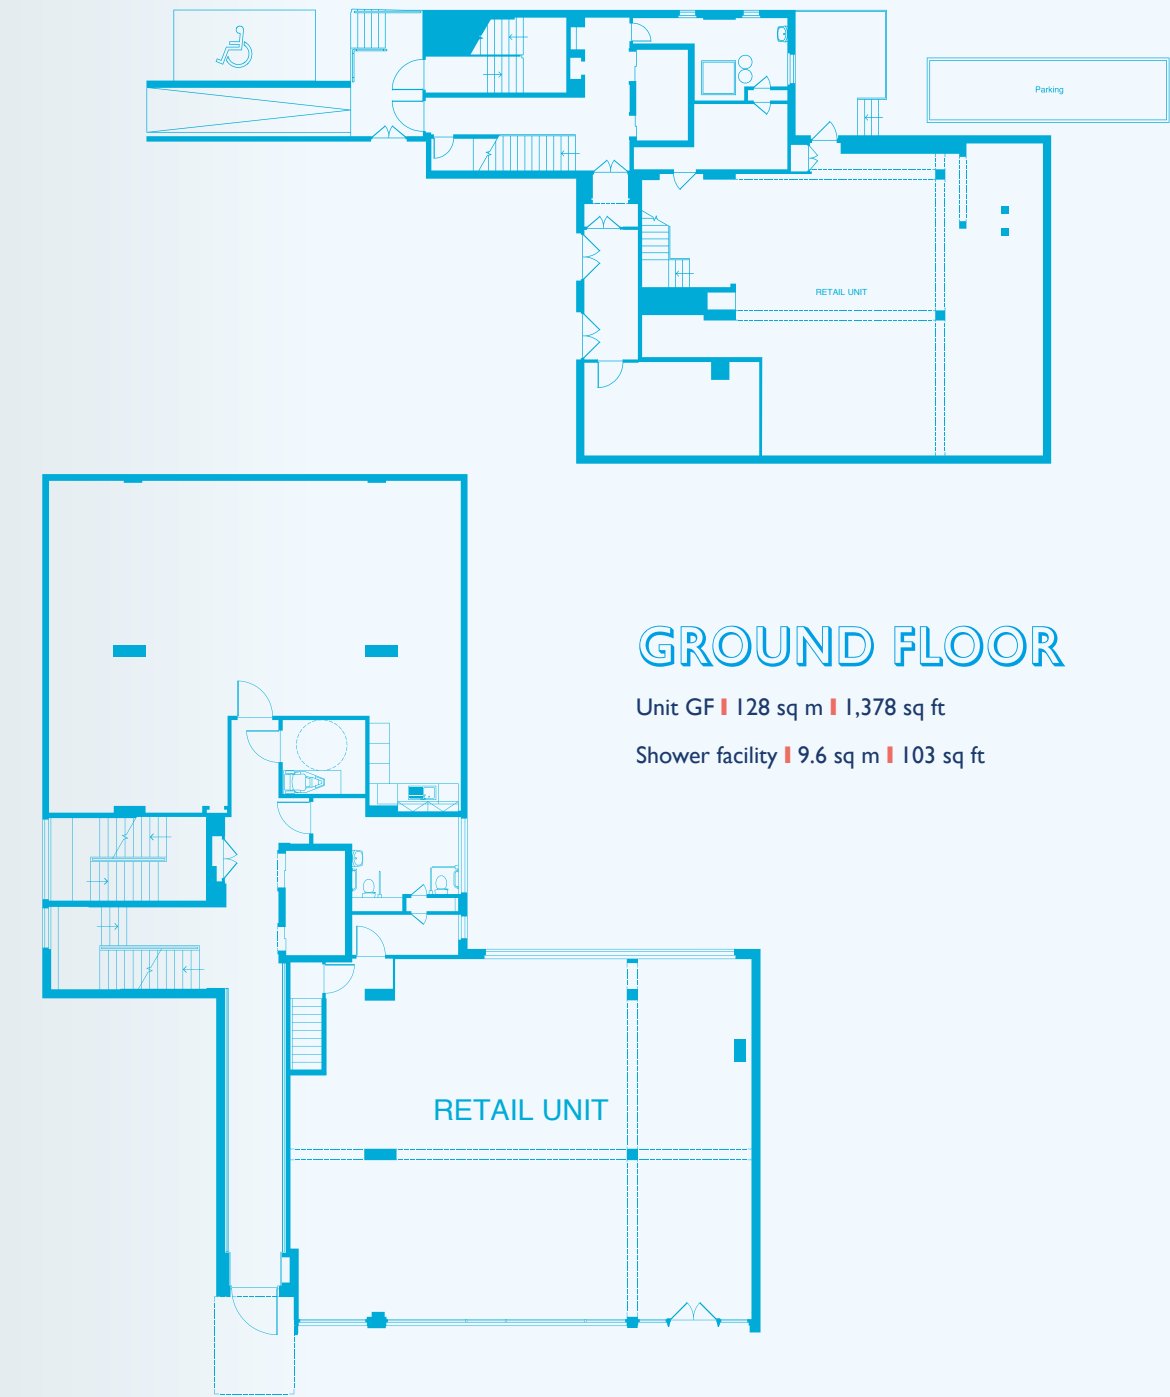 Parking
RETAIL UNIT
GROUND FLOOR
Unit GF | 128 sq m | 1,378 sq ft
Shower facility | 9.6 sq m | 103 sq ft
RETAIL UNIT